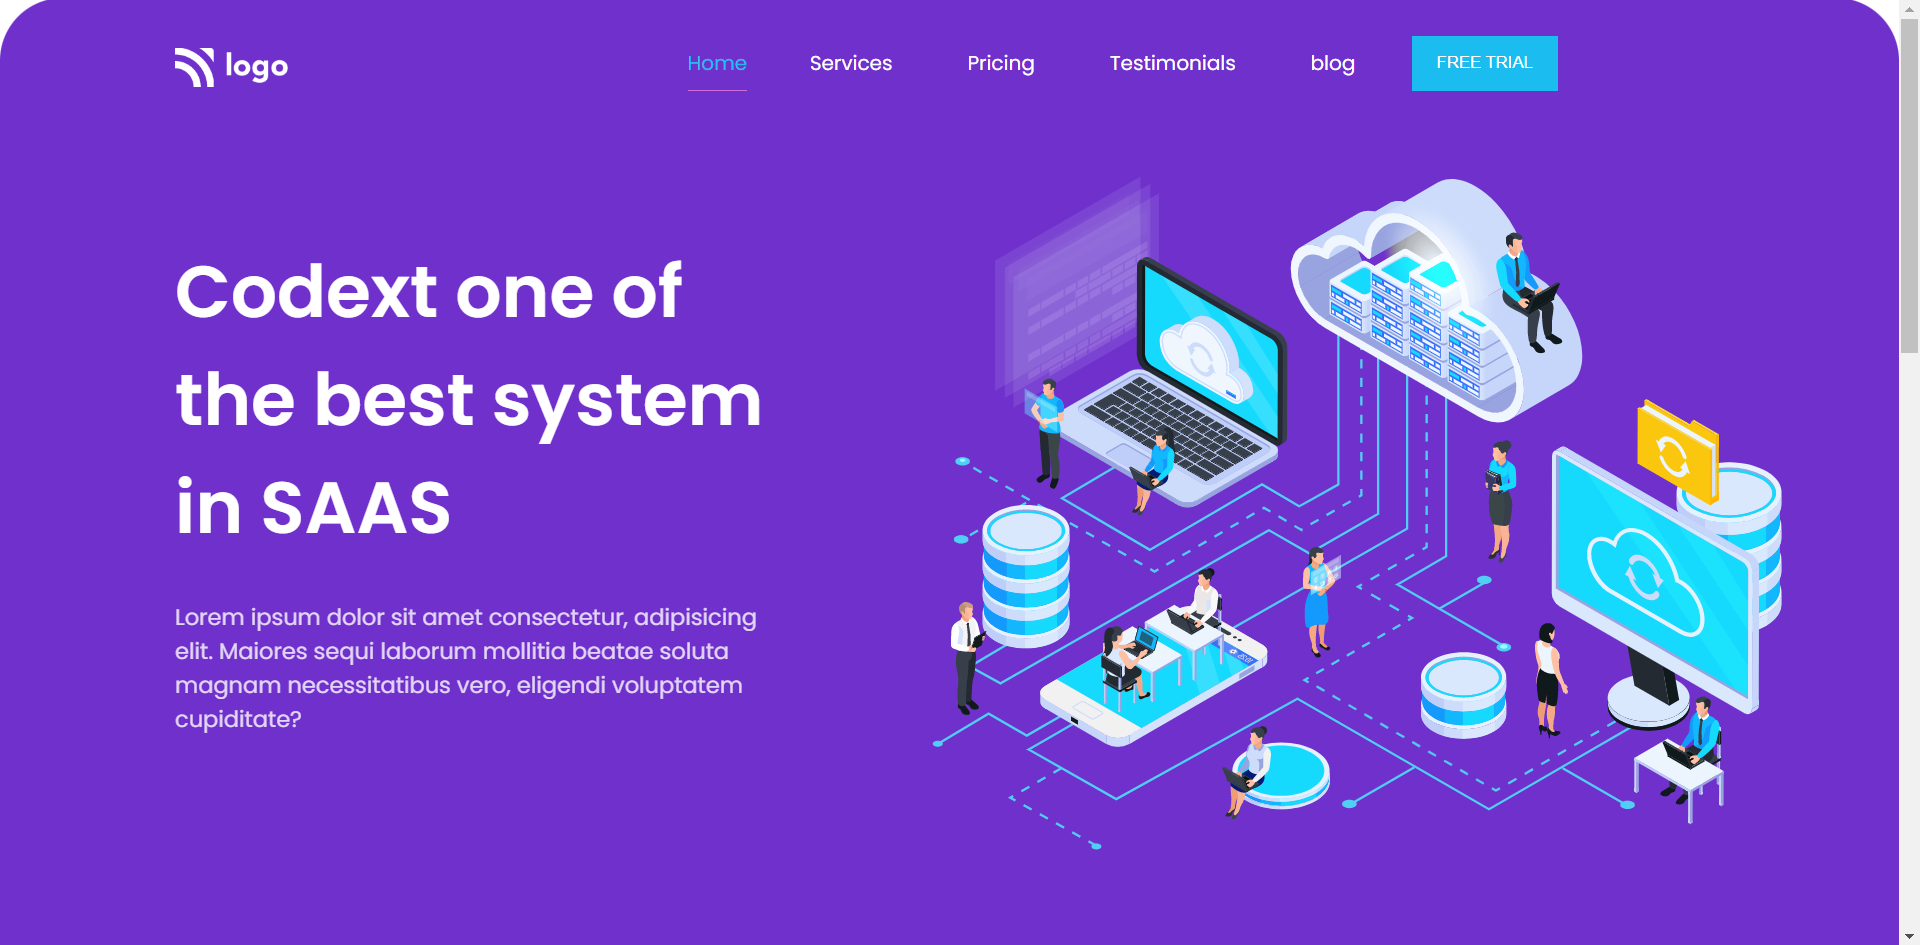 logo
Home Services Pricing Testimonials blog FREE TRIAL
Codext one of
the best system
in SAAS
Lorem ipsum dolor sit amet consectetur, adipisicing
elit. Maiores sequi laborum mollitia beatae soluta
magnam necessitatibus vero, eligendi voluptatem
cupiditate?